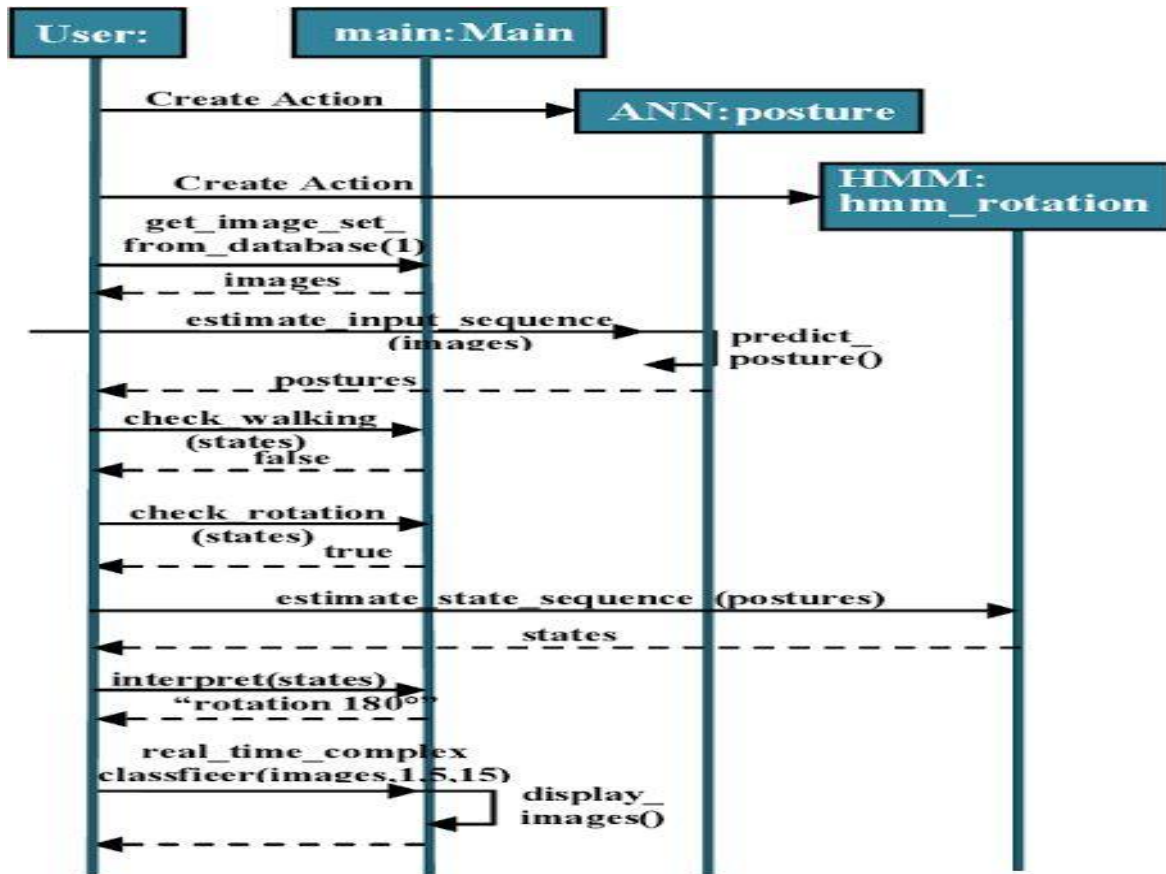 User:
main:Main
Create Action
ANN:posture
Create Action
HMM:
hmm_rotation
get_image_set_
from_database(1)
images
estimate_input_sequence
(images)
predict_
posture()
postures
check_walking
(states)
false
check_rotation
(states)
true
estimate_state_sequence (postures)
states
interpret(states)
“rotation 180°”
real_time_complex
classfieer(images,1,5,15)
display_
images()